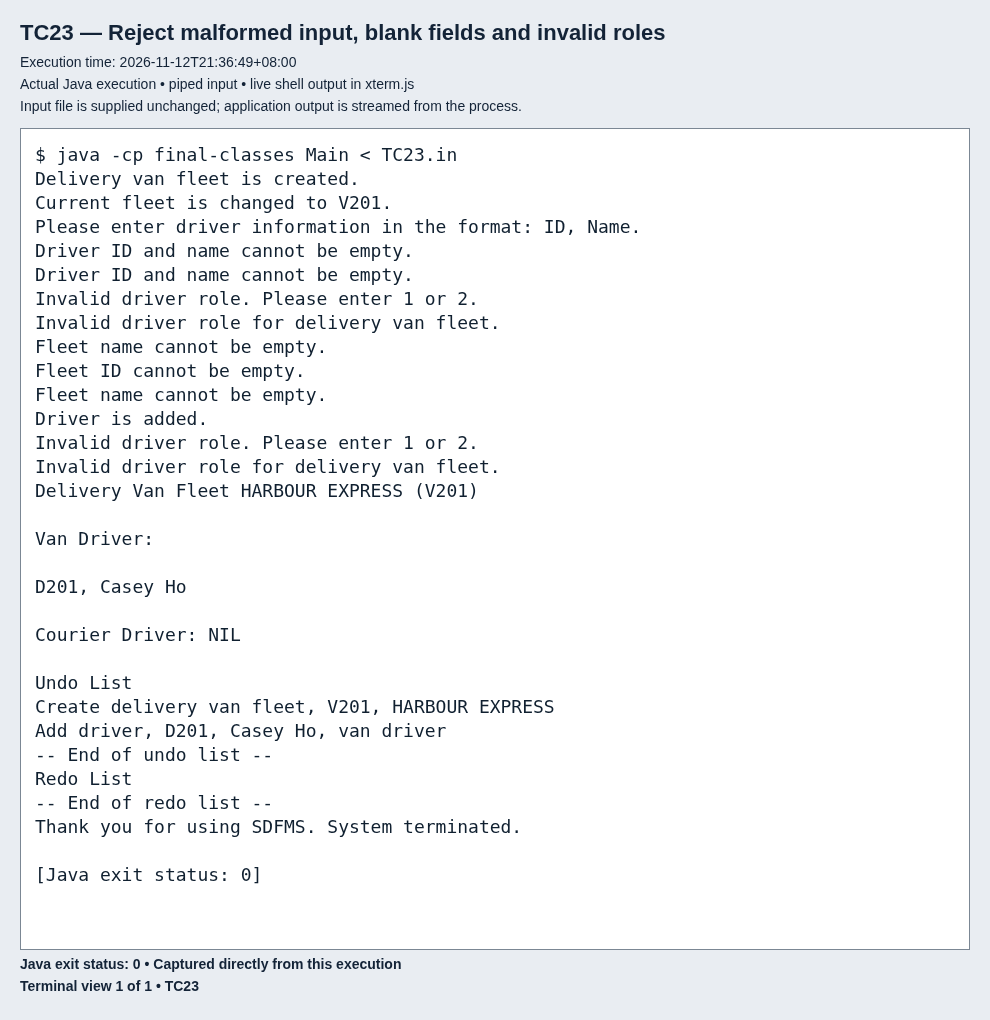 TC23 — Reject malformed input, blank fields and invalid roles
Execution time: 2026-11-12T21:36:49+08:00
Actual Java execution • piped input • live shell output in xterm.js
Input file is supplied unchanged; application output is streamed from the process.
$ java -cp final-classes Main < TC23.in
Delivery van fleet is created.
Current fleet is changed to V201.
Please enter driver information in the format: ID, Name.
Driver ID and name cannot be empty.
Driver ID and name cannot be empty.
Invalid driver role. Please enter 1 or 2.
Invalid driver role for delivery van fleet.
Fleet name cannot be empty.
Fleet ID cannot be empty.
Fleet name cannot be empty.
Driver is added.
Invalid driver role. Please enter 1 or 2.
Invalid driver role for delivery van fleet.
Delivery Van Fleet HARBOUR EXPRESS (V201)
Van Driver:
D201, Casey Ho
Courier Driver: NIL
Undo List
Create delivery van fleet, V201, HARBOUR EXPRESS
Add driver, D201, Casey Ho, van driver
-- End of undo list --
Redo List
-- End of redo list --
Thank you for using SDFMS. System terminated.
[Java exit status: 0]
Java exit status: 0 • Captured directly from this execution
Terminal view 1 of 1 • TC23